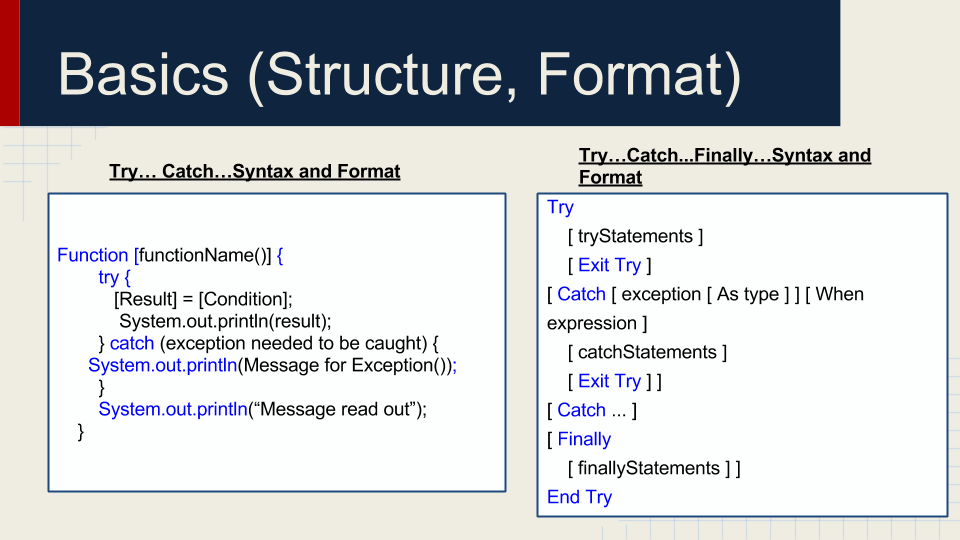 Basics (Structure, Format)
Try… Catch…Syntax and Format
Function [functionName()] {
try {
[Result] = [Condition];
System.out.println(result);
} catch (exception needed to be caught) {
System.out.println(Message for Exception());
}
System.out.println(“Message read out”);
}
Try…Catch...Finally…Syntax and
Format
Try
[ tryStatements ]
[ Exit Try ]
[ Catch [ exception [ As type ] ] [ When
expression ]
[ catchStatements ]
[ Exit Try ] ]
[ Catch ... ]
[ Finally
[ finallyStatements ] ]
End Try